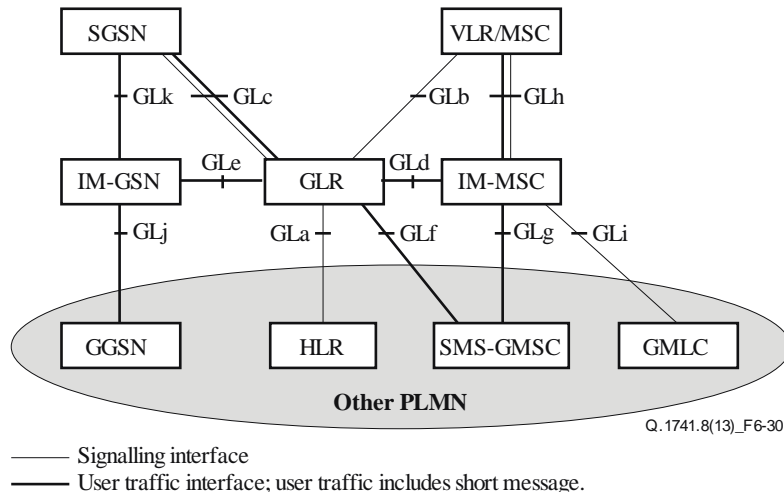 SGSN
VLR/MSC
GLk
GLc
GLb
GLh
GLe
GLd
IM-GSN
GLR
IM-MSC
GLj
GLa
GLf
GLg
GLi
GGSN
HLR
SMS-GMSC
GMLC
Other PLMN
Q.1741.8(13)_F6-30
Signalling interface
User traffic interface; user traffic includes short message.